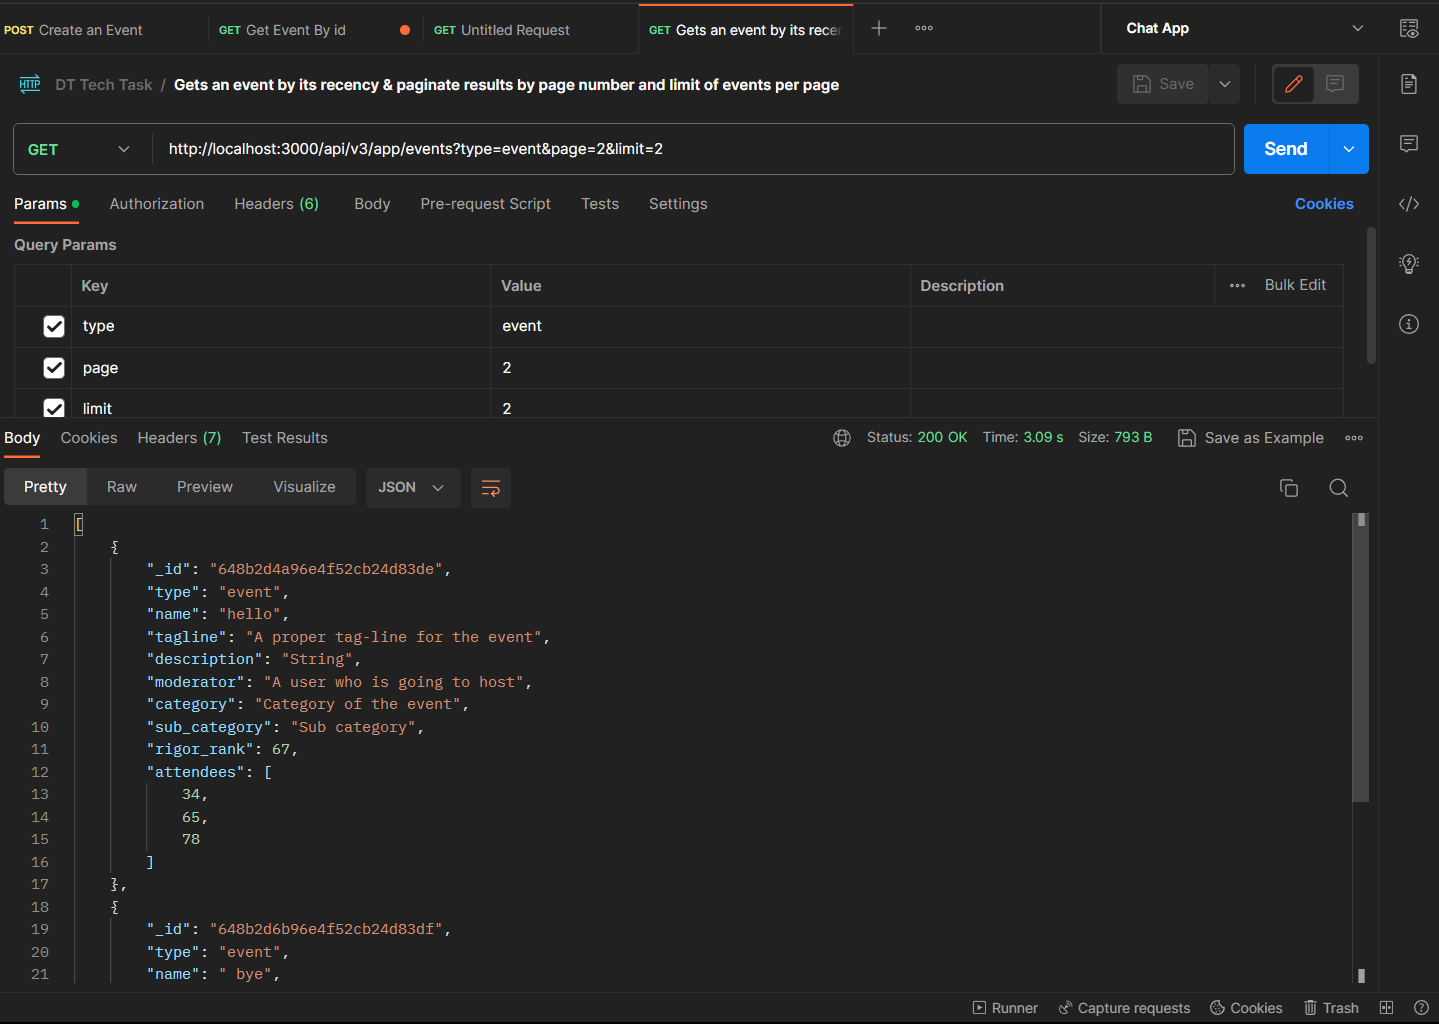 POST Create an Event
GET Get Event By id
GET Untitled Request
GET Gets an event by its recer
Chat App
HTTP DT Tech Task / Gets an event by its recency & paginate results by page number and limit of events per page
Save
GET http://localhost:3000/api/v3/app/events?type=event&page=2&limit=2
Send
Params Authorization Headers (6) Body Pre-request Script Tests Settings Cookies
Query Params
Key Value Description Bulk Edit
type event
page 2
limit 2
Body Cookies Headers (7) Test Results Status: 200 OK Time: 3.09 s Size: 793 B Save as Example
Pretty Raw Preview Visualize JSON
1 [
2 {
3 "_id": "648b2d4a96e4f52cb24d83de",
4 "type": "event",
5 "name": "hello",
6 "tagline": "A proper tag-line for the event",
7 "description": "String",
8 "moderator": "A user who is going to host",
9 "category": "Category of the event",
10 "sub_category": "Sub category",
11 "rigor_rank": 67,
12 "attendees": [
13 34,
14 65,
15 78
16 ]
17 },
18 {
19 "_id": "648b2d6b96e4f52cb24d83df",
20 "type": "event",
21 "name": " bye",
Runner Capture requests Cookies Trash